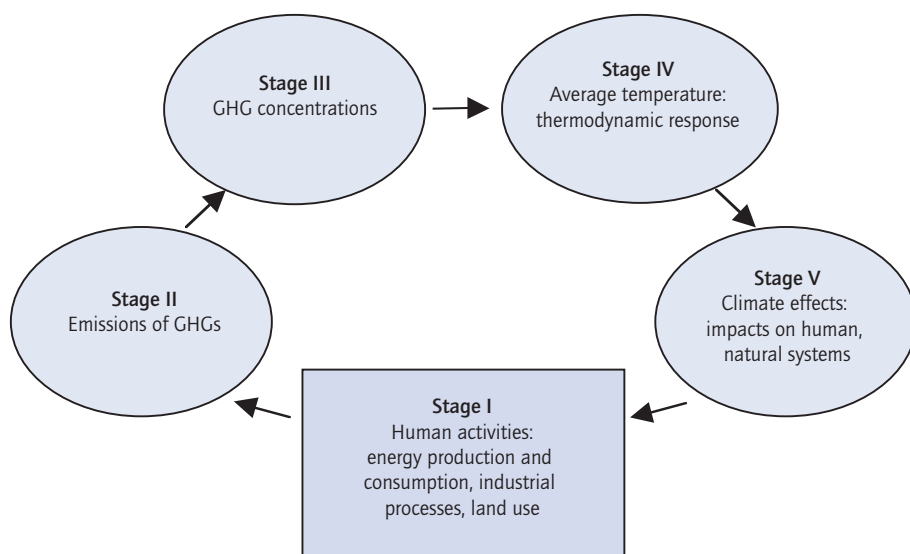 Stage III
GHG concentrations
Stage IV
Average temperature:
thermodynamic response
Stage II
Emissions of GHGs
Stage V
Climate effects:
impacts on human,
natural systems
Stage I
Human activities:
energy production and
consumption, industrial
processes, land use